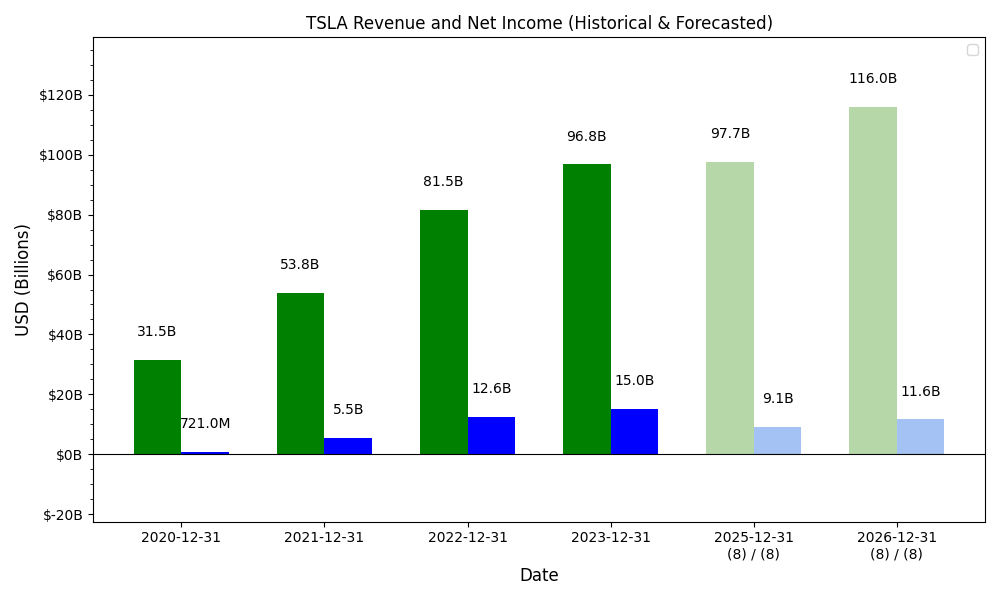 TSLA Revenue and Net Income (Historical & Forecasted)
USD (Billions)
$120B
$100B
$80B
$60B
$40B
$20B
$0B
$-20B
31.5B
721.0M
53.8B
5.5B
81.5B
12.6B
96.8B
15.0B
97.7B
9.1B
116.0B
11.6B
2020-12-31
2021-12-31
2022-12-31
2023-12-31
2025-12-31
(8) / (8)
2026-12-31
(8) / (8)
Date